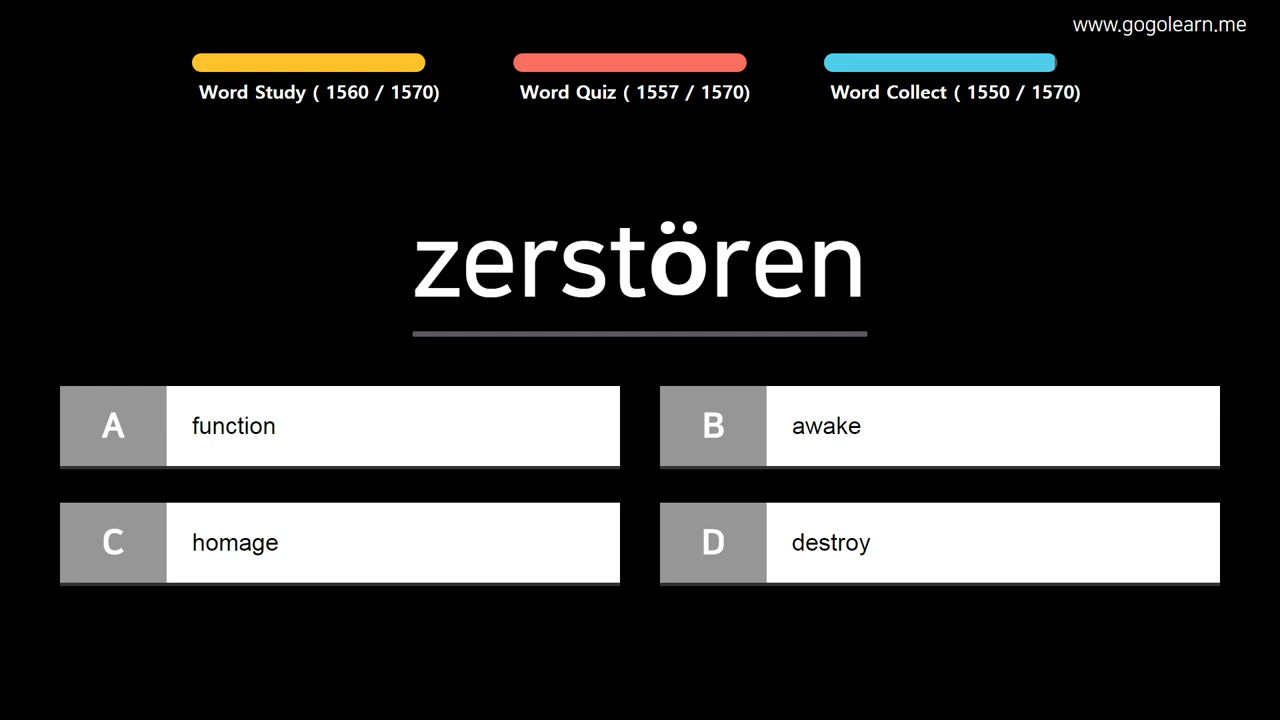 www.gogolearn.me
Word Study ( 1560 / 1570)
Word Quiz ( 1557 / 1570)
Word Collect ( 1550 / 1570)
zerstören
A function
B awake
C homage
D destroy